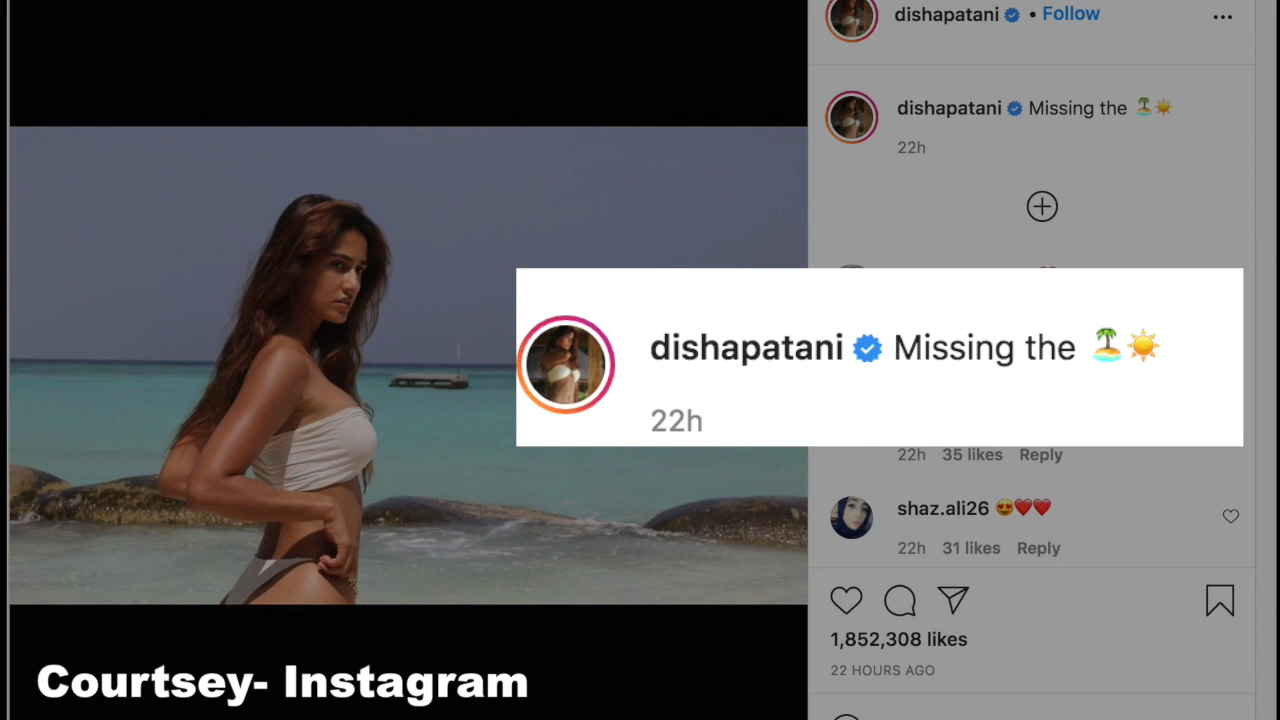 dishapatani • Follow
dishapatani Missing the 🏝️☀️
22h
dishapatani Missing the 🏝️☀️
22h
22h 35 likes Reply
shaz.ali26 😍❤️❤️
22h 31 likes Reply
1,852,308 likes
22 HOURS AGO
Courtsey- Instagram